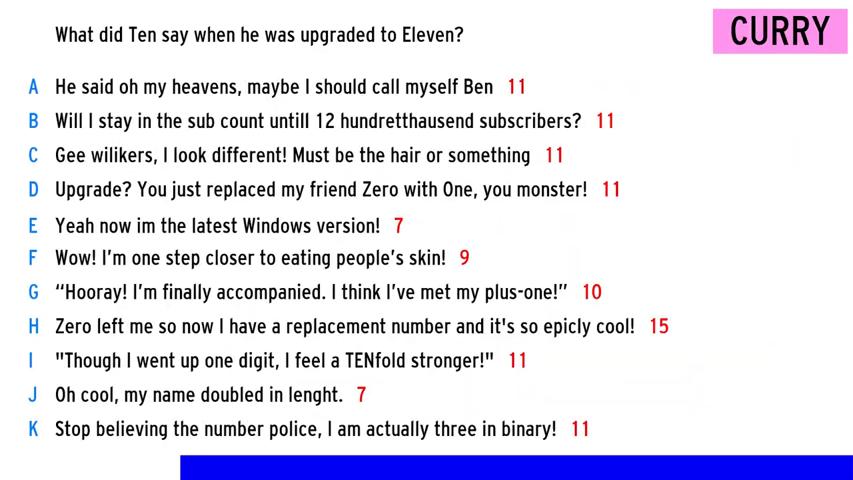 What did Ten say when he was upgraded to Eleven?
CURRY
A He said oh my heavens, maybe I should call myself Ben 11
B Will I stay in the sub count untill 12 hundretthausend subscribers? 11
C Gee wilikers, I look different! Must be the hair or something 11
D Upgrade? You just replaced my friend Zero with One, you monster! 11
E Yeah now im the latest Windows version! 7
F Wow! I'm one step closer to eating people's skin! 9
G “Hooray! I'm finally accompanied. I think I've met my plus-one!” 10
H Zero left me so now I have a replacement number and it's so epicly cool! 15
I "Though I went up one digit, I feel a TENfold stronger!" 11
J Oh cool, my name doubled in lenght. 7
K Stop believing the number police, I am actually three in binary! 11